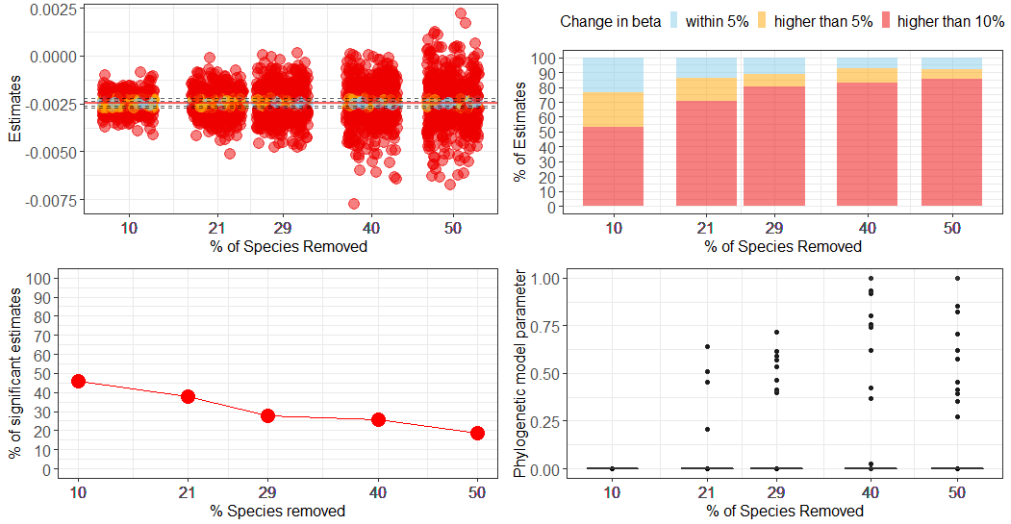 Estimates
0.0025
0.0000
-0.0025
-0.0050
-0.0075
10 21 29 40 50
% of Species Removed
Change in beta within 5% higher than 5% higher than 10%
% of Estimates
100
90
80
70
60
50
40
30
20
10
0
10 21 29 40 50
% of Species Removed
% of significant estimates
100
90
80
70
60
50
40
30
20
10
0
10 21 29 40 50
% Species removed
Phylogenetic model parameter
1.00
0.75
0.50
0.25
0.00
10 21 29 40 50
% of Species Removed